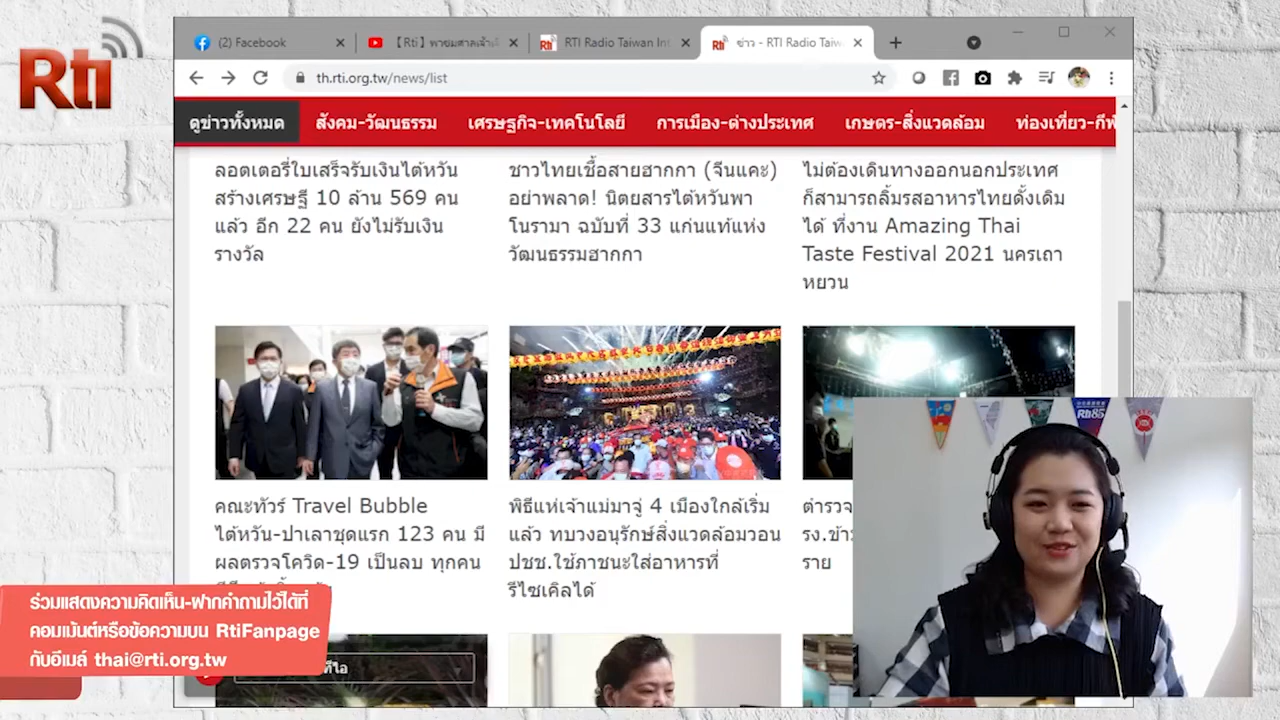 Rti
(2) Facebook
【Rti】พาชมศาลเจ้า
RTI Radio Taiwan Int
ข่าว - RTI Radio Taiw
th.rti.org.tw/news/list
ดูข่าวทั้งหมด
สังคม-วัฒนธรรม
เศรษฐกิจ-เทคโนโลยี
การเมือง-ต่างประเทศ
เกษตร-สิ่งแวดล้อม
ท่องเที่ยว-กีฬ
ลอตเตอรี่ใบเสร็จรับเงินไต้หวัน
สร้างเศรษฐี 10 ล้าน 569 คน
แล้ว อีก 22 คน ยังไม่รับเงิน
รางวัล
ชาวไทยเชื้อสายฮากกา (จีนแคะ)
อย่าพลาด! นิตยสารไต้หวันพา
โนรามา ฉบับที่ 33 แก่นแท้แห่ง
วัฒนธรรมฮากกา
ไม่ต้องเดินทางออกนอกประเทศ
ก็สามารถลิ้มรสอาหารไทยดั้งเดิม
ได้ ที่งาน Amazing Thai
Taste Festival 2021 นครเถา
หยวน
คณะทัวร์ Travel Bubble
ไต้หวัน-ปาเลาชุดแรก 123 คน มี
ผลตรวจโควิด-19 เป็นลบ ทุกคน
พิธีแห่เจ้าแม่มาจู่ 4 เมืองใกล้เริ่ม
แล้ว ทบวงอนุรักษ์สิ่งแวดล้อมวอน
ปชช.ใช้ภาชนะใส่อาหารที่
รีไซเคิลได้
ตำรวจ
รง.ข้า
ราย
Rti85
ร่วมแสดงความคิดเห็น-ฝากคำถามไว้ได้ที่
คอมเม้นต์หรือข้อความบน RtiFanpage
กับอีเมล์ thai@rti.org.tw